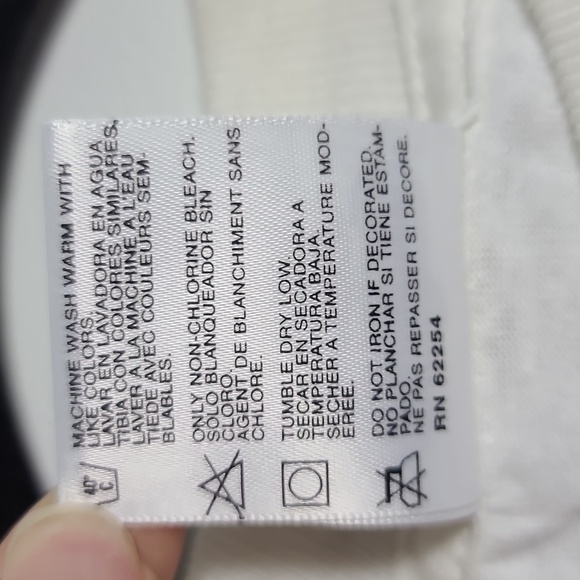 MACHINE WASH WARM WITH
LIKE COLORS.
LAVAR EN LAVADORA EN AGUA
TIBIA CON COLORES SIMILARES.
LAVER A LA MACHINE A L'EAU
TIEDE AVEC COULEURS SEM-
BLABLES.
40°
C
ONLY NON-CHLORINE BLEACH.
SOLO BLANQUEADOR SIN
CLORO.
AGENT DE BLANCHIMENT SANS
CHLORE.
TUMBLE DRY LOW.
SECAR EN SECADORA A
TEMPERATURA BAJA.
SECHER A TEMPERATURE MOD-
EREE.
DO NOT IRON IF DECORATED.
NO PLANCHAR SI TIENE ESTAM-
PADO.
NE PAS REPASSER SI DECORE.
RN 62254